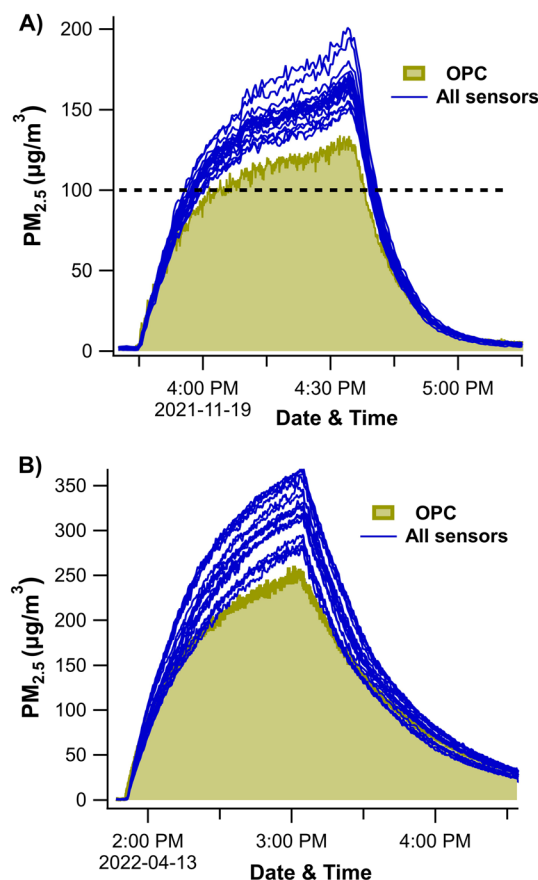 A)
200
150
100
50
0
PM2.5 (µg/m3)
OPC
All sensors
4:00 PM
4:30 PM
5:00 PM
2021-11-19
Date & Time
B)
350
300
250
200
150
100
50
0
PM2.5 (µg/m3)
OPC
All sensors
2:00 PM
3:00 PM
4:00 PM
2022-04-13
Date & Time